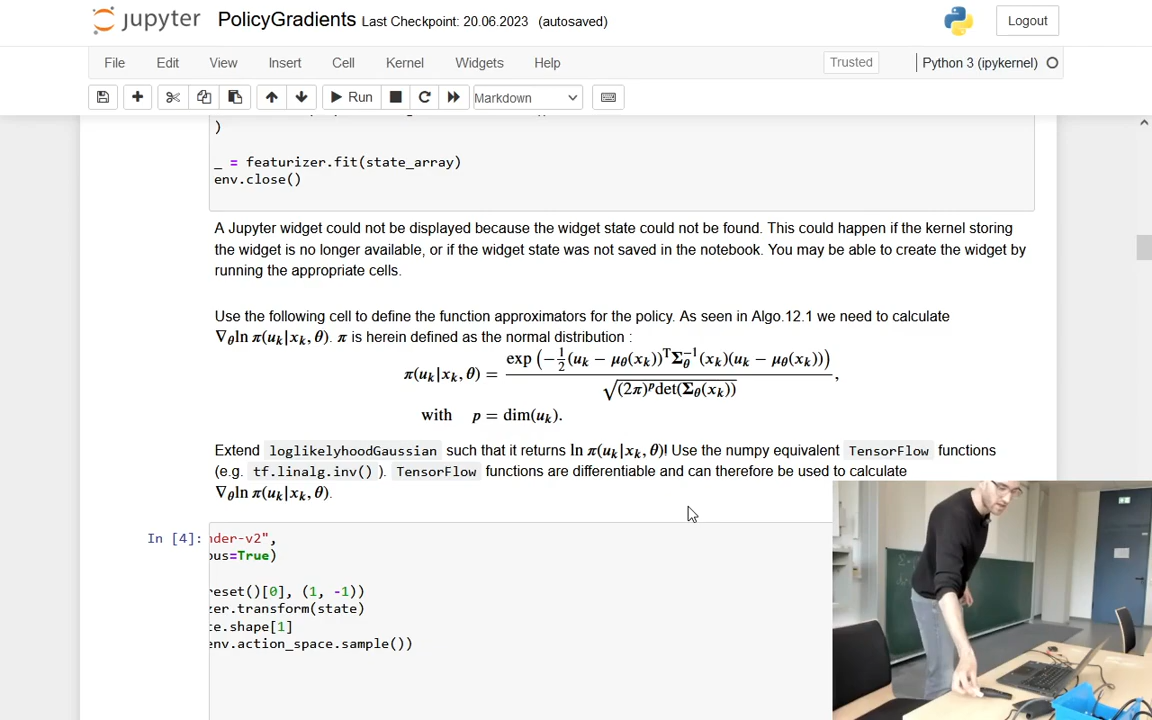 jupyter PolicyGradients Last Checkpoint: 20.06.2023 (autosaved) Logout
File Edit View Insert Cell Kernel Widgets Help Trusted Python 3 (ipykernel)
Run Markdown
)
_ = featurizer.fit(state_array)
env.close()
A Jupyter widget could not be displayed because the widget state could not be found. This could happen if the kernel storing
the widget is no longer available, or if the widget state was not saved in the notebook. You may be able to create the widget by
running the appropriate cells.
Use the following cell to define the function approximators for the policy. As seen in Algo.12.1 we need to calculate
∇θln π(uk|xk, θ). π is herein defined as the normal distribution :
π(uk|xk, θ) = exp (−1/2(uk − μθ(xk))ᵀΣθ⁻¹(xk)(uk − μθ(xk))) / √((2π)ᵖdet(Σθ(xk))),
with p = dim(uk).
Extend loglikelyhoodGaussian such that it returns ln π(uk|xk, θ)! Use the numpy equivalent TensorFlow functions
(e.g. tf.linalg.inv() ). TensorFlow functions are differentiable and can therefore be used to calculate
∇θln π(uk|xk, θ).
In [4]: nder-v2",
ous=True)
reset()[0], (1, -1))
zer.transform(state)
e.shape[1]
env.action_space.sample())